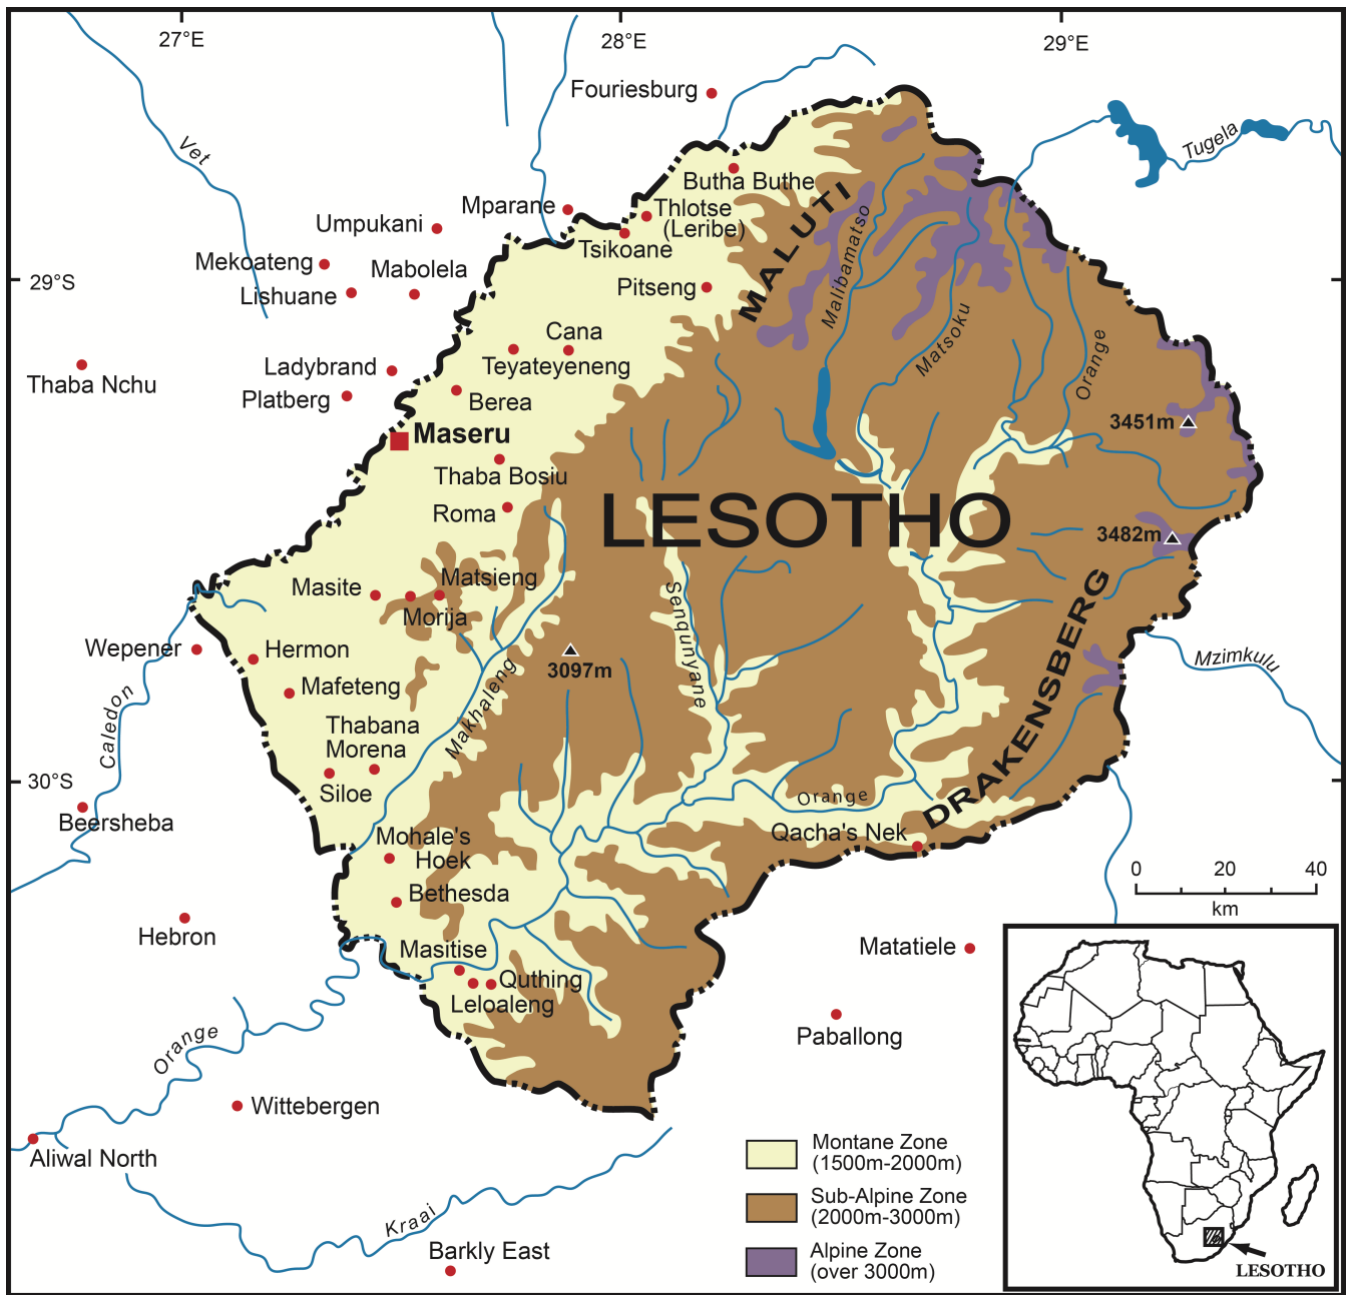 27°E
28°E
29°E
Fouriesburg
Vet
Tugela
Butha Buthe
Mparane
Thlotse
(Leribe)
Umpukani
Tsikoane
MALUTI
Malibamatso
Mekoateng
Mabolela
29°S
Lishuane
Pitseng
Matsoku
Orange
Cana
Teyateyeneng
Ladybrand
Thaba Nchu
Platberg
Berea
3451m
Maseru
Thaba Bosiu
Roma
LESOTHO
3482m
Masite
Matsieng
Morija
Senqunyane
DRAKENSBERG
Wepener
Hermon
3097m
Mzimkulu
Mafeteng
Caledon
Makhaleng
Thabana
Morena
30°S
Siloe
Orange
Beersheba
Mohale's
Hoek
Qacha's Nek
0 20 40
km
Bethesda
Hebron
Masitise
Matatiele
Quthing
Leloaleng
Orange
Paballong
Wittebergen
Aliwal North
Kraai
Barkly East
Montane Zone
(1500m-2000m)
Sub-Alpine Zone
(2000m-3000m)
Alpine Zone
(over 3000m)
LESOTHO